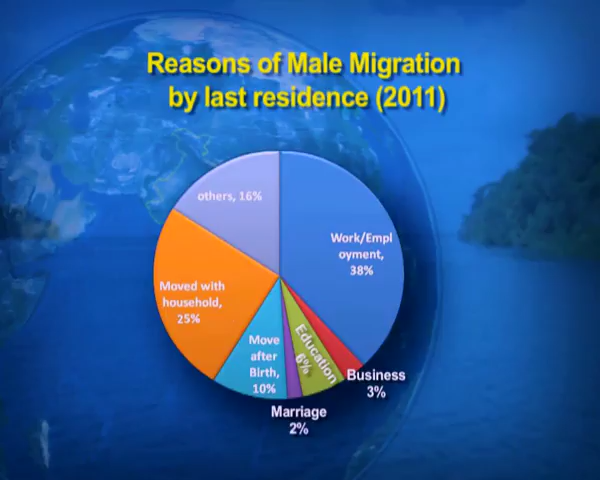 Reasons of Male Migration
by last residence (2011)
others, 16%
Work/Empl
oyment,
38%
Moved with
household,
25%
Move
after
Birth,
10%
Education
6%
Business
3%
Marriage
2%